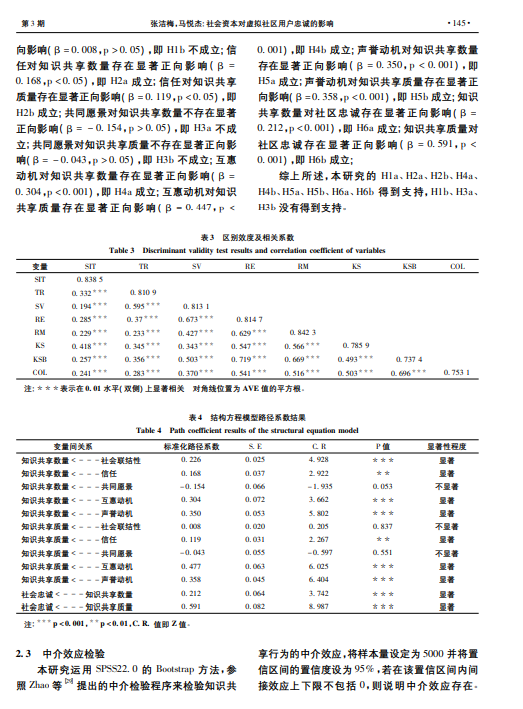 第 3 期
张洁梅,马悦杰:社会资本对虚拟社区用户忠诚的影响
·145·
向影响( β = 0. 008,p > 0. 05) ,即 H1b 不成立; 信
任对知识共享数量存在显著正向影响( β =
0. 168,p < 0. 05) ,即 H2a 成立; 信任对知识共享
质量存在显著正向影响( β = 0. 119,p < 0. 05) ,即
H2b 成立; 共同愿景对知识共享数量不存在显著
正向影响( β = - 0. 154,p > 0. 05) ,即 H3a 不成
立; 共同愿景对知识共享质量不存在显著正向影
响( β = - 0. 043,p > 0. 05) ,即 H3b 不成立; 互惠
动机对知识共享数量存在显著正向影响( β =
0. 304,p < 0. 001) ,即 H4a 成立; 互惠动机对知识
共享质量存在显著正向影响( β = 0. 447,p <
0. 001) ,即 H4b 成立; 声誉动机对知识共享数量
存在显著正向影响( β = 0. 350,p < 0. 001) ,即
H5a 成立; 声誉动机对知识共享质量存在显著正
向影响( β = 0. 358,p < 0. 001) ,即 H5b 成立; 知识
共享数量对社区忠诚存在显著正向影响( β =
0. 212,p < 0. 001) ,即 H6a 成立; 知识共享质量对
社区忠诚存在显著正向影响( β = 0. 591,p <
0. 001) ,即 H6b 成立;
综上所述,本研究的 H1a、H2a、H2b、H4a、
H4b、H5a、H5b、H6a、H6b 得到支持,H1b、H3a、
H3b 没有得到支持。
表 3 区别效度及相关系数
Table 3 Discriminant validity test results and correlation coefficient of variables
变量 SIT TR SV RE RM KS KSB COL
SIT 0. 838 5
TR 0. 332*** 0. 810 9
SV 0. 194*** 0. 595*** 0. 813 1
RE 0. 285*** 0. 37*** 0. 673*** 0. 814 7
RM 0. 229*** 0. 233*** 0. 427*** 0. 629*** 0. 842 3
KS 0. 418*** 0. 345*** 0. 343*** 0. 547*** 0. 566*** 0. 785 9
KSB 0. 257*** 0. 356*** 0. 503*** 0. 719*** 0. 669*** 0. 493*** 0. 737 4
COL 0. 241*** 0. 283*** 0. 370*** 0. 541*** 0. 516*** 0. 503*** 0. 696*** 0. 753 1
注: ***表示在 0. 01 水平( 双侧) 上显著相关 对角线位置为 AVE 值的平方根。
表 4 结构方程模型路径系数结果
Table 4 Path coefficient results of the structural equation model
变量间关系 标准化路径系数 S. E C. R P 值 显著性程度
知识共享数量 < - - - 社会联结性 0. 226 0. 025 4. 928 *** 显著
知识共享数量 < - - - 信任 0. 168 0. 037 2. 922 ** 显著
知识共享数量 < - - - 共同愿景 -0. 154 0. 066 -1. 935 0. 053 不显著
知识共享数量 < - - - 互惠动机 0. 304 0. 072 3. 662 *** 显著
知识共享数量 < - - - 声誉动机 0. 350 0. 053 5. 802 *** 显著
知识共享质量 < - - - 社会联结性 0. 008 0. 020 0. 205 0. 837 不显著
知识共享质量 < - - - 信任 0. 119 0. 031 2. 267 ** 显著
知识共享质量 < - - - 共同愿景 -0. 043 0. 055 -0. 597 0. 551 不显著
知识共享质量 < - - - 互惠动机 0. 477 0. 063 6. 025 *** 显著
知识共享质量 < - - - 声誉动机 0. 358 0. 045 6. 404 *** 显著
社会忠诚 < - - - 知识共享数量 0. 212 0. 064 3. 742 *** 显著
社会忠诚 < - - - 知识共享质量 0. 591 0. 082 8. 987 *** 显著
注: *** p < 0. 001, ** p < 0. 01, C. R. 值即 Z 值。
2. 3 中介效应检验
本研究运用 SPSS22. 0 的 Bootstrap 方法,参
照 Zhao 等 提出的中介检验程序来检验知识共
享行为的中介效应,将样本量设定为 5000 并将置
信区间的置信度设为 95% ,若在该置信区间内间
接效应上下限不包括 0,则说明中介效应存在。